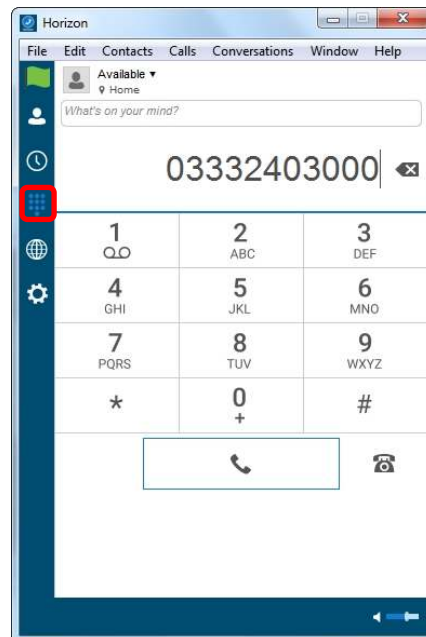 Horizon
File Edit Contacts Calls Conversations Window Help
Available
Home
What's on your mind?
03332403000
1 2 3
ABC DEF
4 5 6
GHI JKL MNO
7 8 9
PQRS TUV WXYZ
* 0 #
+